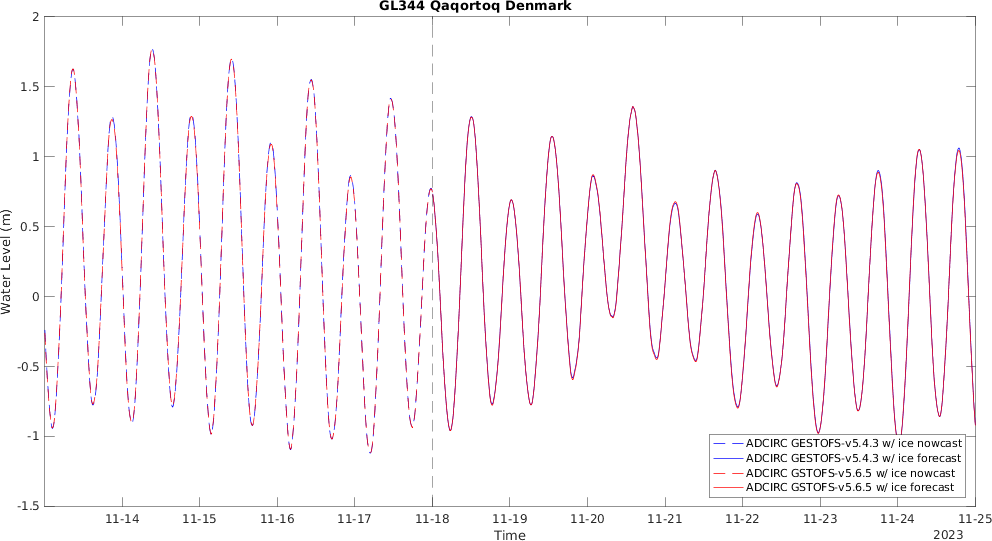 GL344 Qaqortoq Denmark
2
1.5
1
0.5
0
-0.5
-1
-1.5
Water Level (m)
ADCIRC GESTOFS-v5.4.3 w/ ice nowcast
ADCIRC GESTOFS-v5.4.3 w/ ice forecast
ADCIRC GSTOFS-v5.6.5 w/ ice nowcast
ADCIRC GSTOFS-v5.6.5 w/ ice forecast
11-14 11-15 11-16 11-17 11-18 11-19 11-20 11-21 11-22 11-23 11-24 11-25
Time
2023